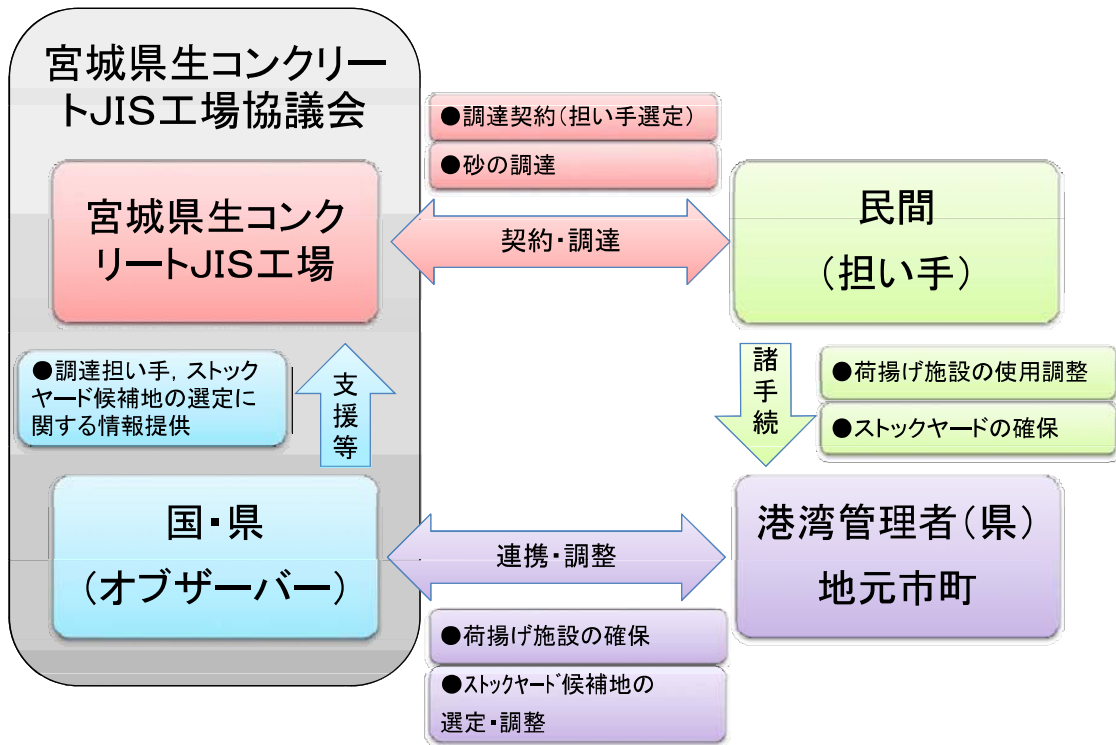 宮城県生コンクリー
トJIS工場協議会
●調達契約(担い手選定)
●砂の調達
宮城県生コンク
リートJIS工場
契約・調達
民間
(担い手)
●調達担い手,ストック
ヤード候補地の選定に
関する情報提供
支援等
諸手続
●荷揚げ施設の使用調整
●ストックヤードの確保
国・県
(オブザーバー)
連携・調整
港湾管理者(県)
地元市町
●荷揚げ施設の確保
●ｽﾄｯｸﾔｰﾄﾞ候補地の
選定・調整